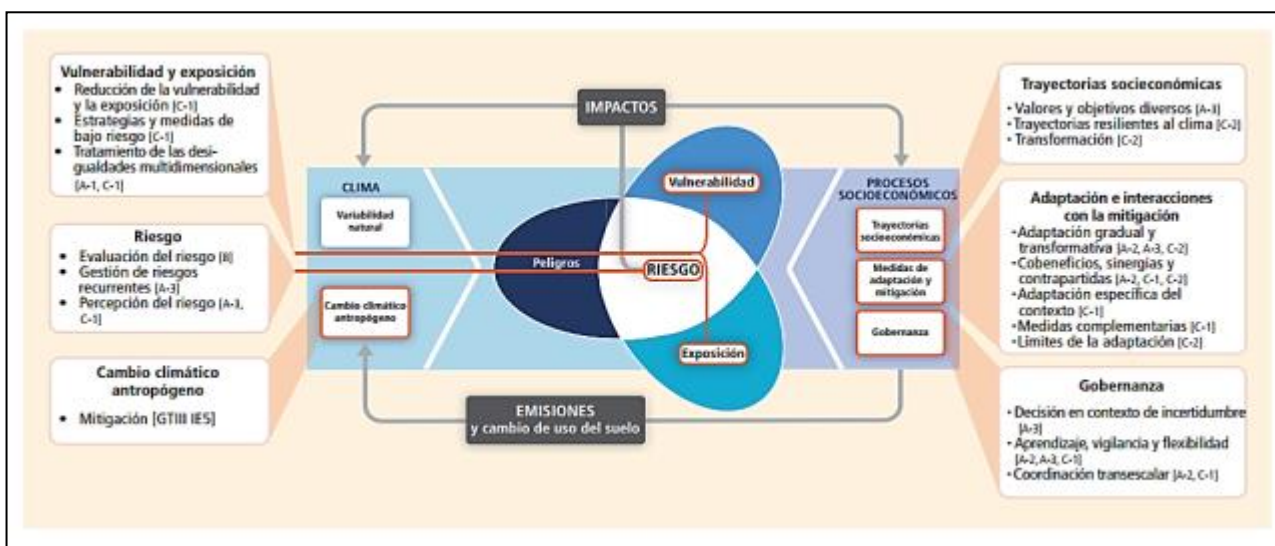 Vulnerabilidad y exposición
• Reducción de la vulnerabilidad
y la exposición [C-1]
• Estrategias y medidas de
bajo riesgo [C-1]
• Tratamiento de las desi-
gualdades multidimensionales
[A-1, C-1]
Riesgo
• Evaluación del riesgo [B]
• Gestión de riesgos
recurrentes [A-3]
• Percepción del riesgo [A-3,
C-1]
Cambio climático
antropógeno
• Mitigación [GTIII IE5]
IMPACTOS
CLIMA
Variabilidad
natural
Cambio climático
antropógeno
Peligros
Vulnerabilidad
RIESGO
Exposición
PROCESOS
SOCIOECONÓMICOS
Trayectorias
socioeconómicas
Medidas de
adaptación y
mitigación
Gobernanza
EMISIONES
y cambio de uso del suelo
Trayectorias socioeconómicas
• Valores y objetivos diversos [A-3]
• Trayectorias resilientes al clima [C-2]
• Transformación [C-2]
Adaptación e interacciones
con la mitigación
• Adaptación gradual y
transformativa [A-2, A-3, C-2]
• Cobeneficios, sinergias y
contrapartidas [A-2, C-1, C-2]
• Adaptación específica del
contexto [C-1]
• Medidas complementarias [C-1]
• Límites de la adaptación [C-2]
Gobernanza
• Decisión en contexto de incertidumbre
[A-3]
• Aprendizaje, vigilancia y flexibilidad
[A-2, A-3, C-1]
• Coordinación transescalar [A-2, C-1]